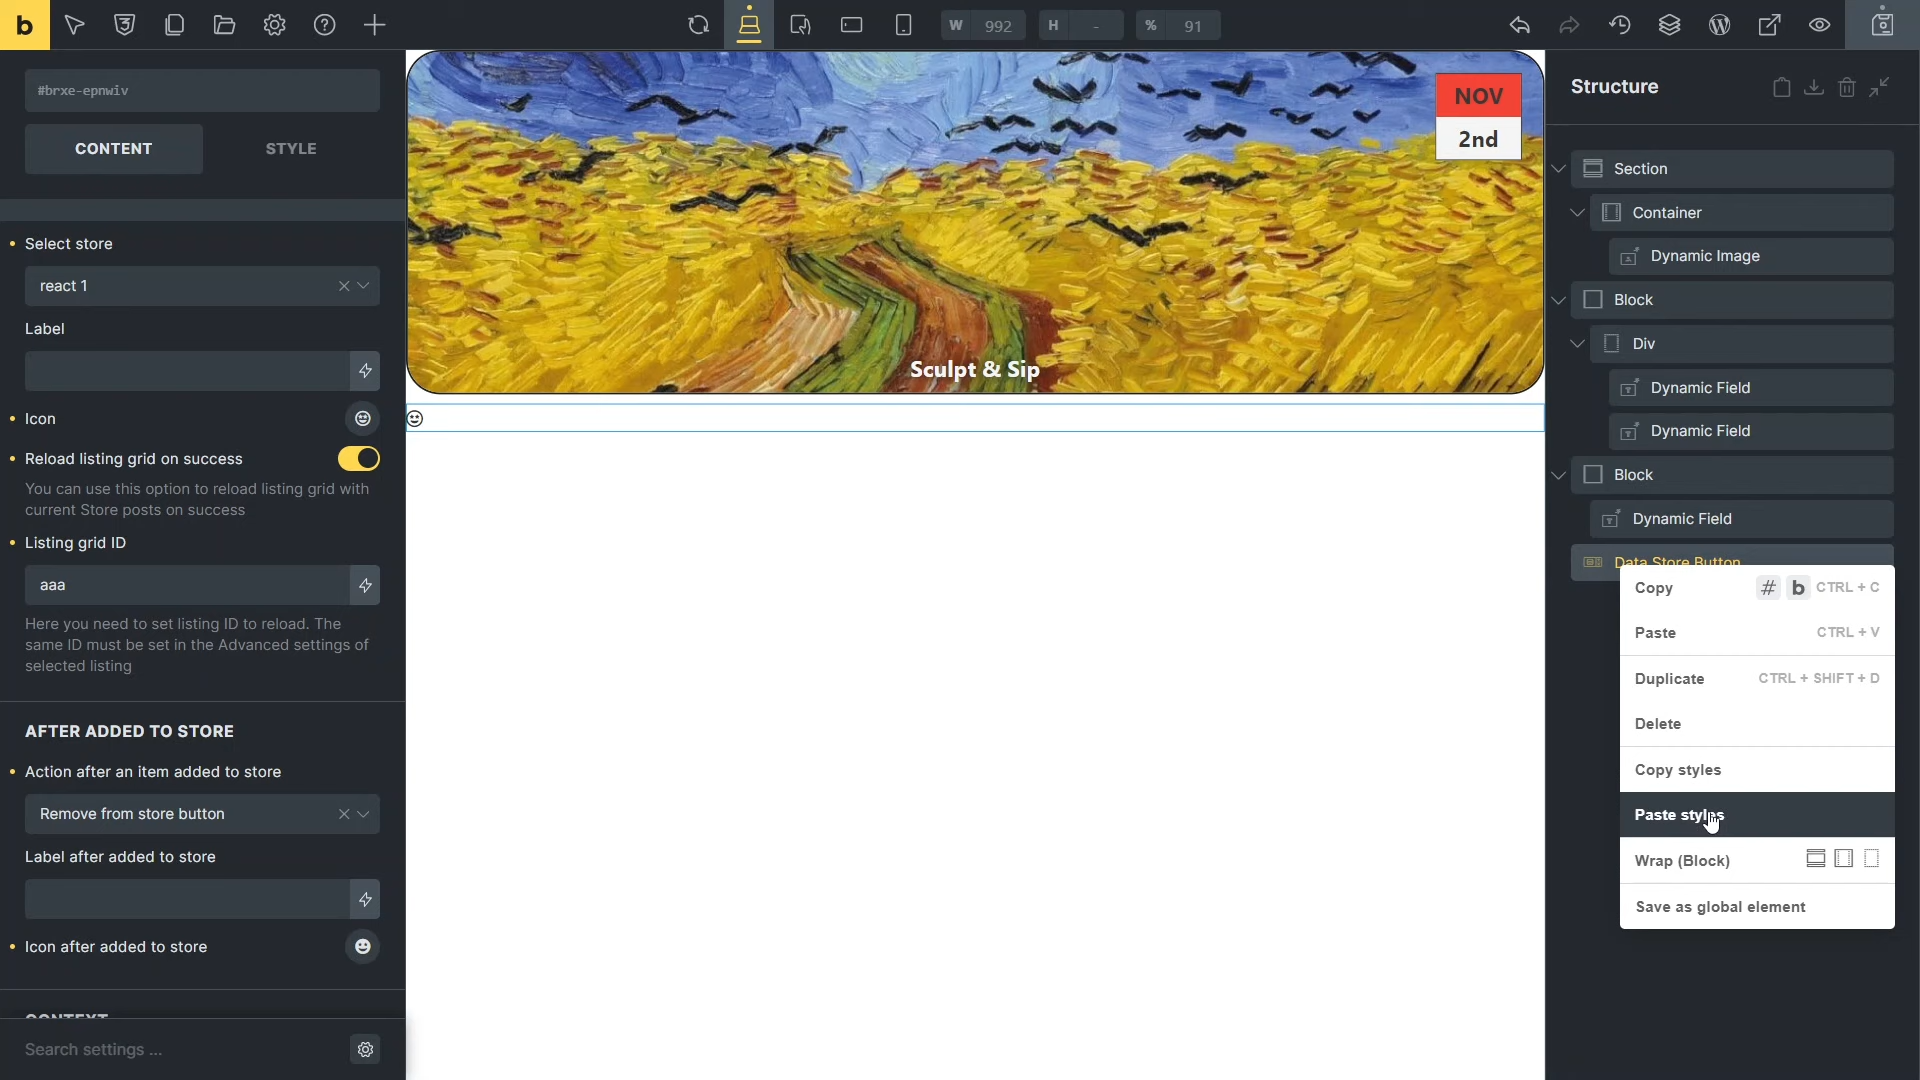 b
W 992 H - % 91
#brxe-epnwiv
CONTENT STYLE
Select store
react 1
Label
Icon
Reload listing grid on success
You can use this option to reload listing grid with
current Store posts on success
Listing grid ID
aaa
Here you need to set listing ID to reload. The
same ID must be set in the Advanced settings of
selected listing
AFTER ADDED TO STORE
Action after an item added to store
Remove from store button
Label after added to store
Icon after added to store
CONTEXT
Search settings ...
NOV
2nd
Sculpt & Sip
Structure
Section
Container
Dynamic Image
Block
Div
Dynamic Field
Dynamic Field
Block
Dynamic Field
Data Store Button
Copy # b CTRL + C
Paste CTRL + V
Duplicate CTRL + SHIFT + D
Delete
Copy styles
Paste styles
Wrap (Block)
Save as global element